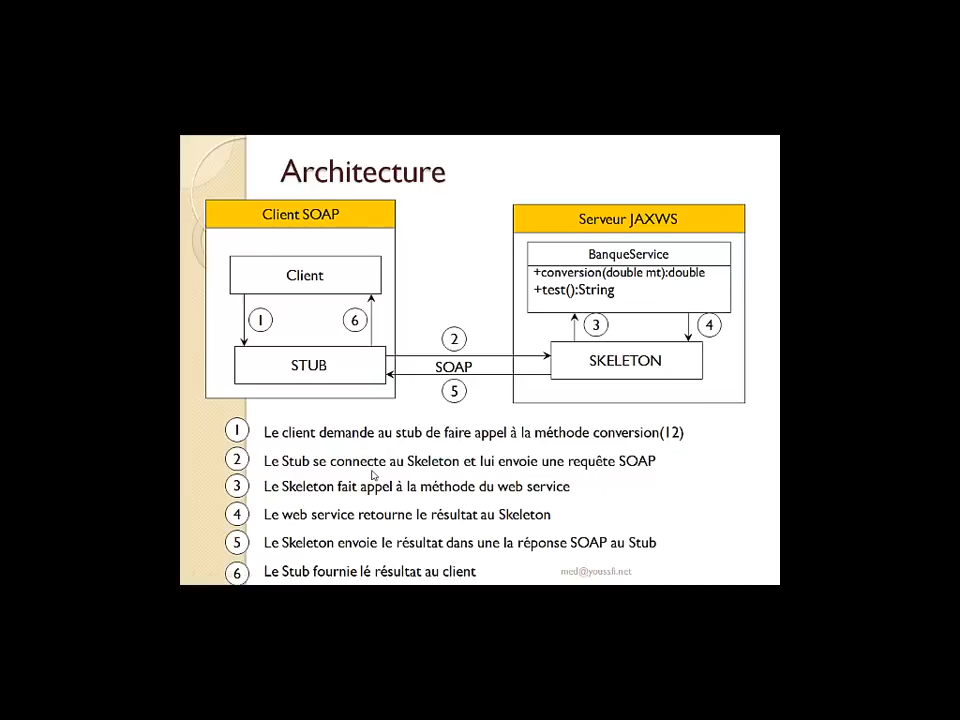 Architecture
Client SOAP
Serveur JAXWS
BanqueService
+conversion(double mt):double
+test():String
Client
1
6
2
3
4
STUB
SOAP
SKELETON
5
1 Le client demande au stub de faire appel à la méthode conversion(12)
2 Le Stub se connecte au Skeleton et lui envoie une requête SOAP
3 Le Skeleton fait appel à la méthode du web service
4 Le web service retourne le résultat au Skeleton
5 Le Skeleton envoie le résultat dans une la réponse SOAP au Stub
6 Le Stub fournie lé résultat au client
med@youssfi.net